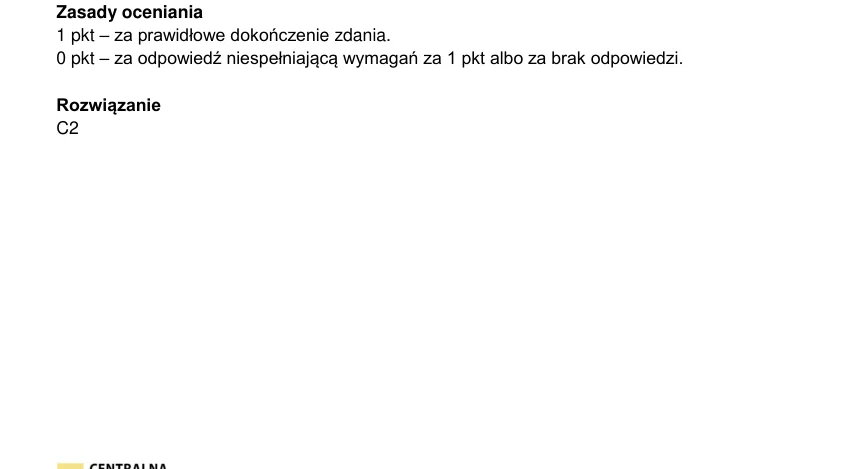 Zasady oceniania
1 pkt – za prawidłowe dokończenie zdania.
0 pkt – za odpowiedź niespełniającą wymagań za 1 pkt albo za brak odpowiedzi.
Rozwiązanie
C2
CENTRALNA